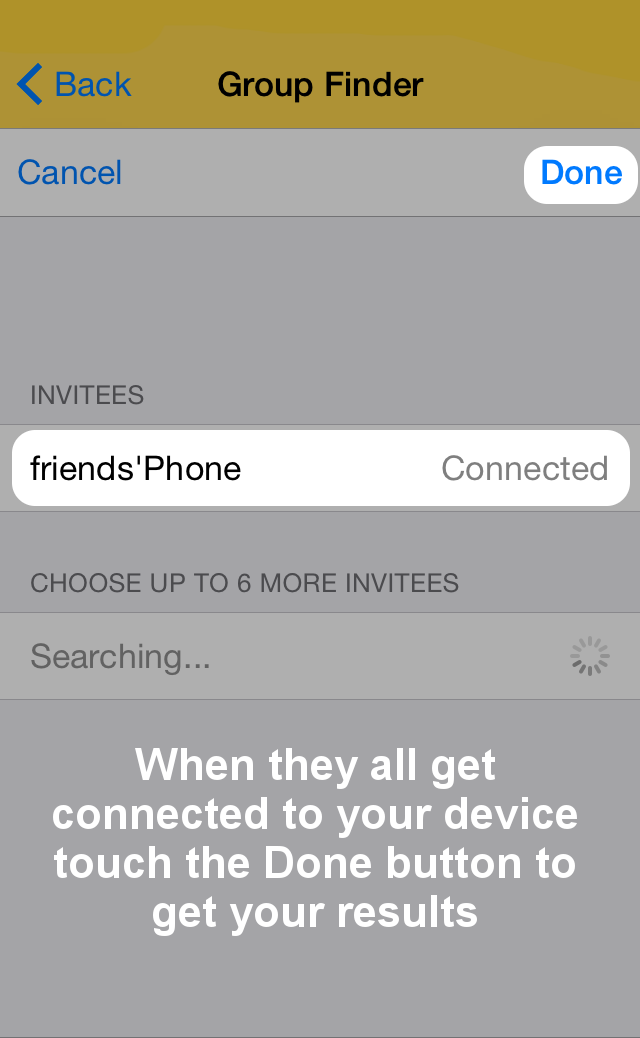 Back Group Finder
Cancel Done
INVITEES
friends'Phone Connected
CHOOSE UP TO 6 MORE INVITEES
Searching...
When they all get
connected to your device
touch the Done button to
get your results